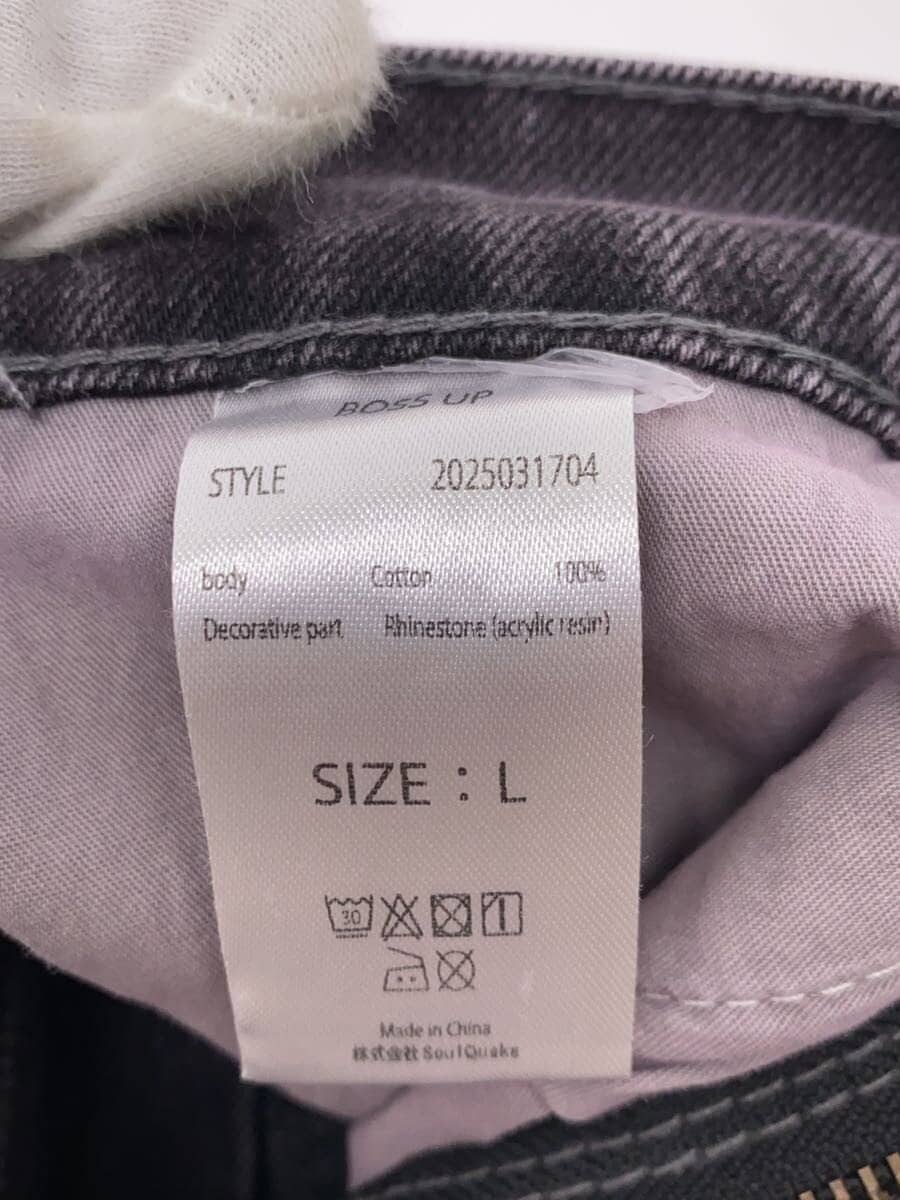 BOSS UP
STYLE 2025031704
body Cotton 100%
Decorative part Rhinestone (acrylic resin)
SIZE : L
30
Made in China
株式会社 SoulQuake